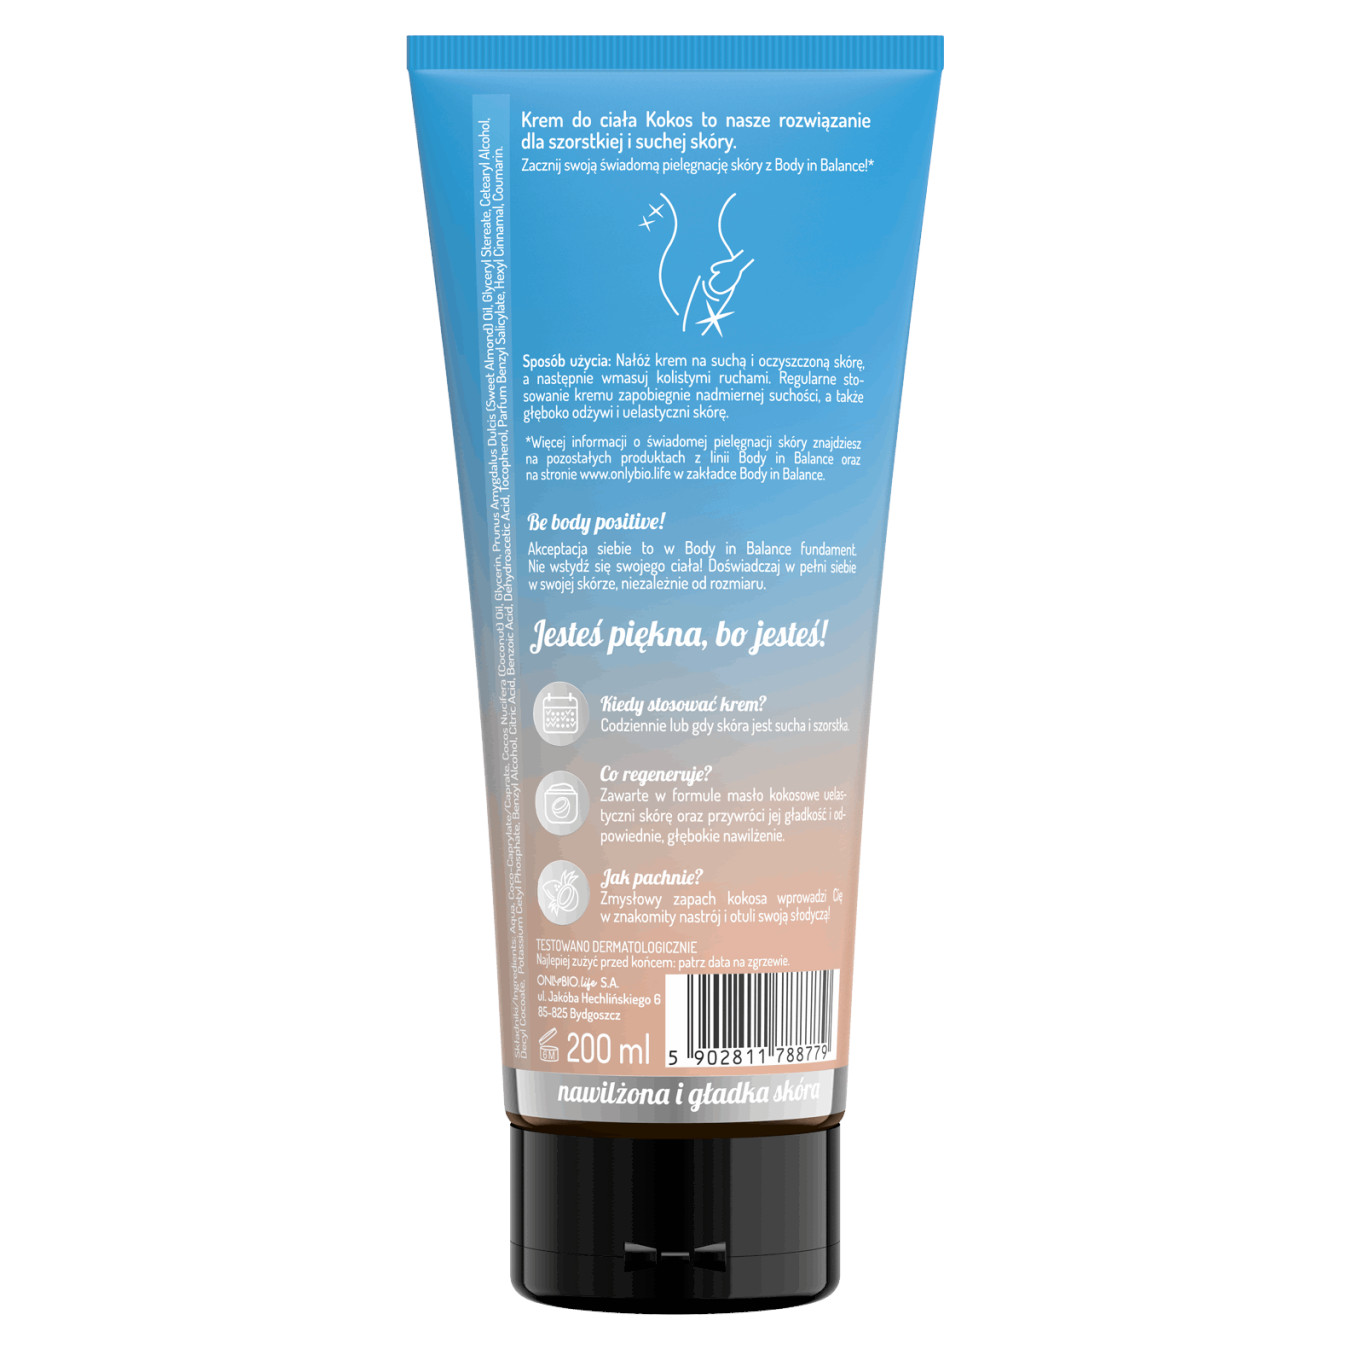 Krem do ciała Kokos to nasze rozwiązanie
dla szorstkiej i suchej skóry.
Zacznij swoją świadomą pielęgnację skóry z Body in Balance!*
Sposób użycia: Nałóż krem na suchą i oczyszczoną skórę,
a następnie wmasuj kolistymi ruchami. Regularne sto-
sowanie kremu zapobiegnie nadmiernej suchości, a także
głęboko odżywi i uelastyczni skórę.
*Więcej informacji o świadomej pielęgnacji skóry znajdziesz
na pozostałych produktach z linii Body in Balance oraz
na stronie www.onlybio.life w zakładce Body in Balance.
Be body positive!
Akceptacja siebie to w Body in Balance fundament.
Nie wstydź się swojego ciała! Doświadczaj w pełni siebie
w swojej skórze, niezależnie od rozmiaru.
Jesteś piękna, bo jesteś!
Kiedy stosować krem?
Codziennie lub gdy skóra jest sucha i szorstka.
Co regeneruje?
Zawarte w formule masło kokosowe uelas-
tyczni skórę oraz przywróci jej gładkość i od-
powiednie, głębokie nawilżenie.
Jak pachnie?
Zmysłowy zapach kokosa wprowadzi Cię
w znakomity nastrój i otuli swoją słodyczą!
TESTOWANO DERMATOLOGICZNIE
Najlepiej zużyć przed końcem: patrz data na zgrzewie.
ONLYBIO.life S.A.
ul. Jakóba Hechlińskiego 6
85-825 Bydgoszcz
6M 200 ml
5 902811 788779
nawilżona i gładka skóra
Składniki/Ingredients: Aqua, Coco-Caprylate/Caprate, Cocos Nucifera (Coconut) Oil, Glycerin, Prunus Amygdalus Dulcis (Sweet Almond) Oil, Glyceryl Stereate, Cetearyl Alcohol,
Decyl Cocoate, Potassium Cetyl Phosphate, Benzyl Alcohol, Citric Acid, Benzoic Acid, Dehydroacetic Acid, Tocopherol, Parfum Benzyl Salicylate, Hexyl Cinnamal, Coumarin.